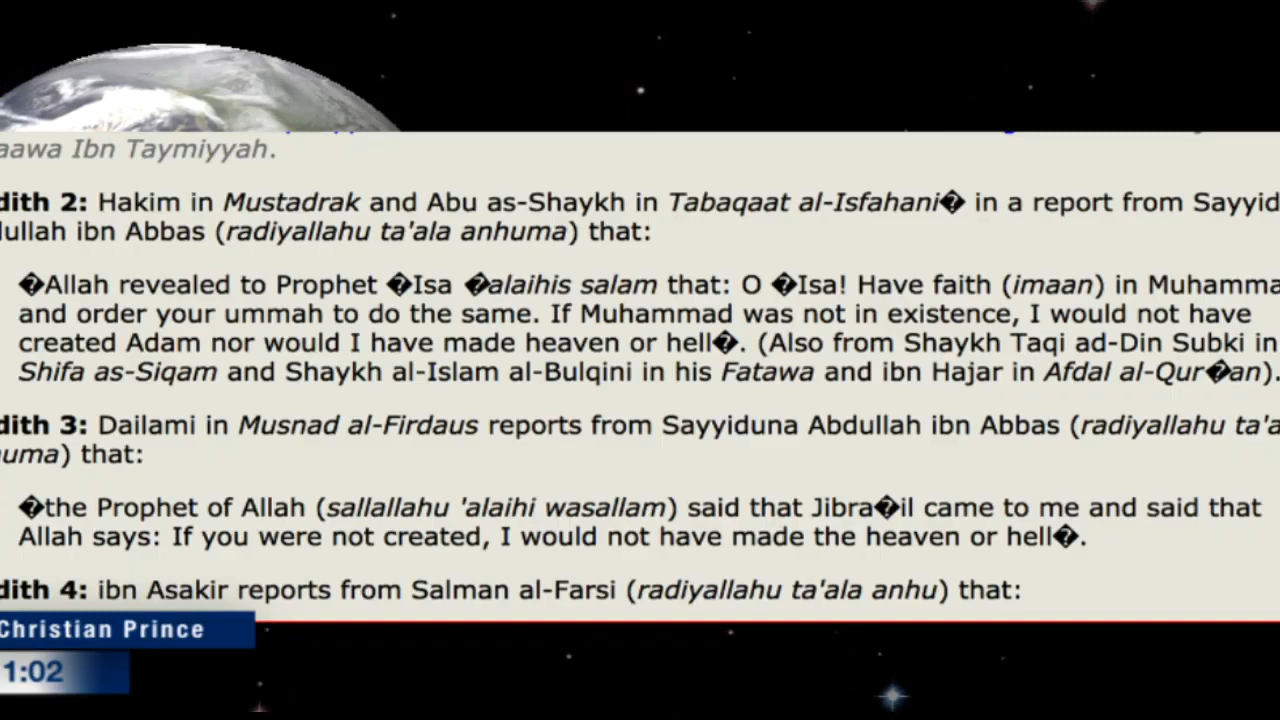 aawa Ibn Taymiyyah.
dith 2: Hakim in Mustadrak and Abu as-Shaykh in Tabaqaat al-Isfahani� in a report from Sayyid
lullah ibn Abbas (radiyallahu ta'ala anhuma) that:
�Allah revealed to Prophet �Isa �alaihis salam that: O �Isa! Have faith (imaan) in Muhamma
and order your ummah to do the same. If Muhammad was not in existence, I would not have
created Adam nor would I have made heaven or hell�. (Also from Shaykh Taqi ad-Din Subki in
Shifa as-Siqam and Shaykh al-Islam al-Bulqini in his Fatawa and ibn Hajar in Afdal al-Qur�an).
dith 3: Dailami in Musnad al-Firdaus reports from Sayyiduna Abdullah ibn Abbas (radiyallahu ta'a
uma) that:
�the Prophet of Allah (sallallahu 'alaihi wasallam) said that Jibra�il came to me and said that
Allah says: If you were not created, I would not have made the heaven or hell�.
dith 4: ibn Asakir reports from Salman al-Farsi (radiyallahu ta'ala anhu) that:
Christian Prince
1:02